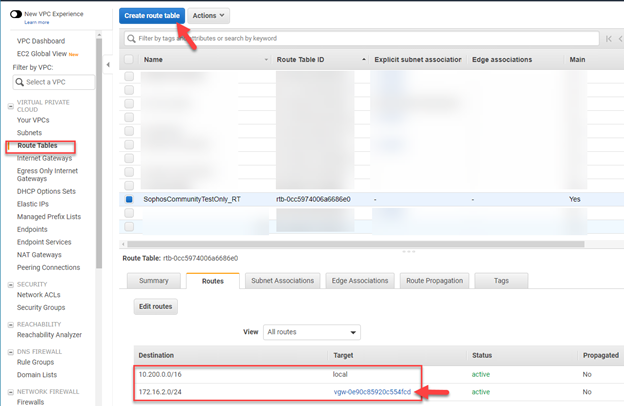 New VPC Experience
Learn more
VPC Dashboard
EC2 Global View New
Filter by VPC:
Select a VPC
VIRTUAL PRIVATE CLOUD
Your VPCs
Subnets
Route Tables
Internet Gateways
Egress Only Internet Gateways
DHCP Options Sets
Elastic IPs
Managed Prefix Lists
Endpoints
Endpoint Services
NAT Gateways
Peering Connections
SECURITY
Network ACLs
Security Groups
REACHABILITY
Reachability Analyzer
DNS FIREWALL
Rule Groups
Domain Lists
NETWORK FIREWALL
Firewalls
Create route table Actions
Filter by tags and attributes or search by keyword
Name Route Table ID Explicit subnet association Edge associations Main
SophosCommunityTestOnly_RT rtb-0cc5974006a6686e0 - - Yes
Route Table: rtb-0cc5974006a6686e0
Summary Routes Subnet Associations Edge Associations Route Propagation Tags
Edit routes
View All routes
Destination Target Status Propagated
10.200.0.0/16 local active No
172.16.2.0/24 vgw-0e90c85920c554fcd active No